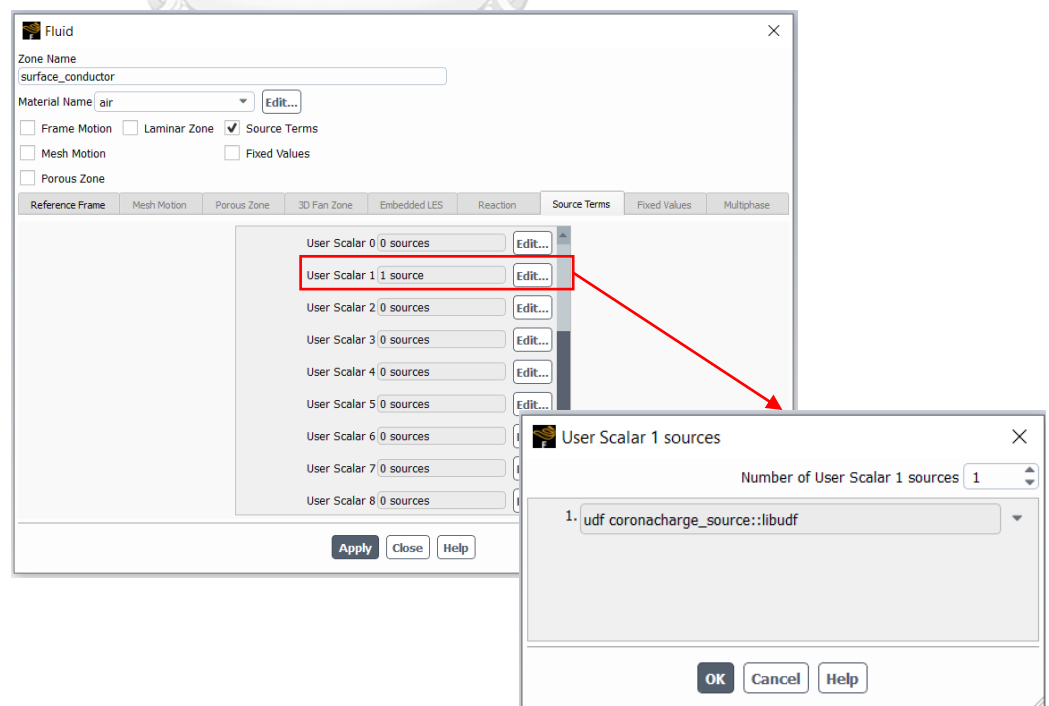 Fluid
Zone Name
surface_conductor
Material Name air Edit...
Frame Motion Laminar Zone Source Terms
Mesh Motion Fixed Values
Porous Zone
Reference Frame Mesh Motion Porous Zone 3D Fan Zone Embedded LES Reaction Source Terms Fixed Values Multiphase
User Scalar 0 0 sources Edit...
User Scalar 1 1 source Edit...
User Scalar 2 0 sources Edit...
User Scalar 3 0 sources Edit...
User Scalar 4 0 sources Edit...
User Scalar 5 0 sources Edit...
User Scalar 6 0 sources
User Scalar 7 0 sources
User Scalar 8 0 sources
Apply Close Help
User Scalar 1 sources
Number of User Scalar 1 sources 1
1. udf coronacharge_source::libudf
OK Cancel Help